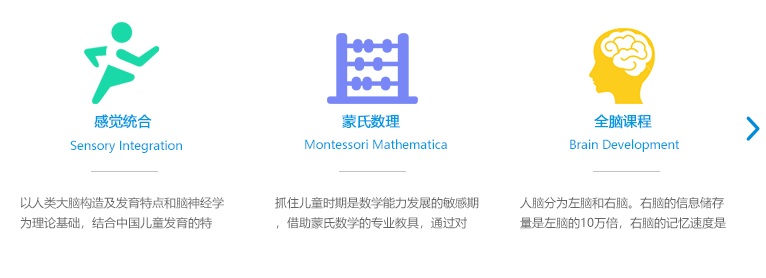 感觉统合
Sensory Integration
以人类大脑构造及发育特点和脑神经学
为理论基础，结合中国儿童发育的特
蒙氏数理
Montessori Mathematica
抓住儿童时期是数学能力发展的敏感期
，借助蒙氏数学的专业教具，通过对
全脑课程
Brain Development
人脑分为左脑和右脑。右脑的信息储存
量是左脑的10万倍，右脑的记忆速度是